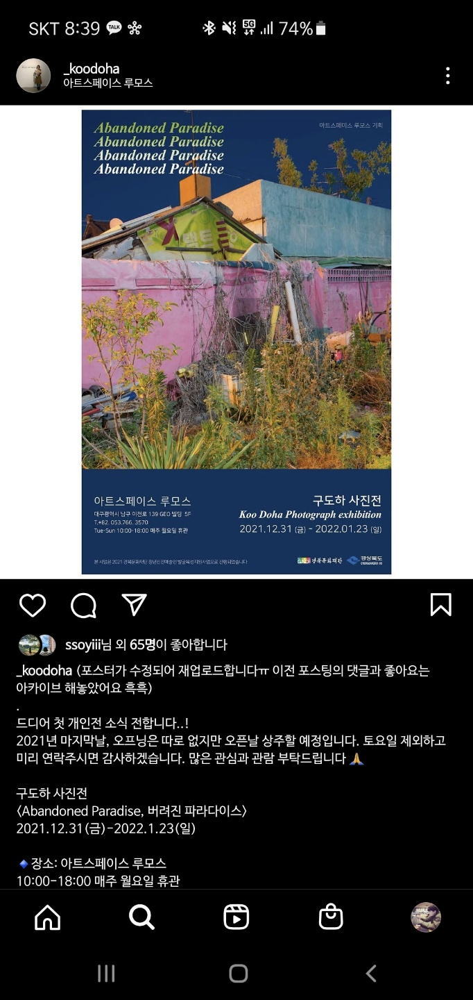 SKT 8:39 TALK 5G 74%
_koodoha
아트스페이스 루모스
Abandoned Paradise
아트스페이스 루모스 기획
Abandoned Paradise
Abandoned Paradise
Abandoned Paradise
텍트
아트스페이스 루모스
대구광역시 남구 이천로 139 GEO 빌딩 5F
T.+82. 053.766. 3570
Tue-Sun 10:00-18:00 매주 월요일 휴관
구도하 사진전
Koo Doha Photograph exhibition
2021.12.31 (금) - 2022.01.23 (일)
본 사업은 2021 경북문화재단 청년신진예술인 발굴육성지원사업으로 진행되었습니다
경북문화재단
경상북도
ssoyiii님 외 65명이 좋아합니다
_koodoha (포스터가 수정되어 재업로드합니다ㅠ 이전 포스팅의 댓글과 좋아요는
아카이브 해놓았어요 흑흑)
.
드디어 첫 개인전 소식 전합니다..!
2021년 마지막날, 오프닝은 따로 없지만 오픈날 상주할 예정입니다. 토요일 제외하고
미리 연락주시면 감사하겠습니다. 많은 관심과 관람 부탁드립니다 🙏
구도하 사진전
〈Abandoned Paradise, 버려진 파라다이스〉
2021.12.31(금)-2022.1.23(일)
🔹장소: 아트스페이스 루모스
10:00-18:00 매주 월요일 휴관